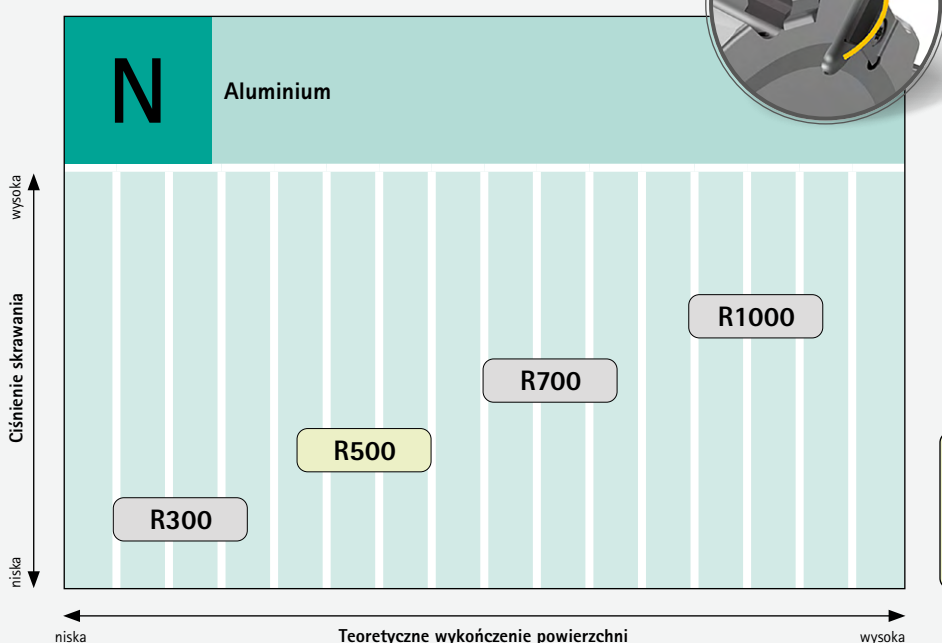 N
Aluminium
wysoka
Ciśnienie skrawania
niska
R1000
R700
R500
R300
niska
Teoretyczne wykończenie powierzchni
wysoka